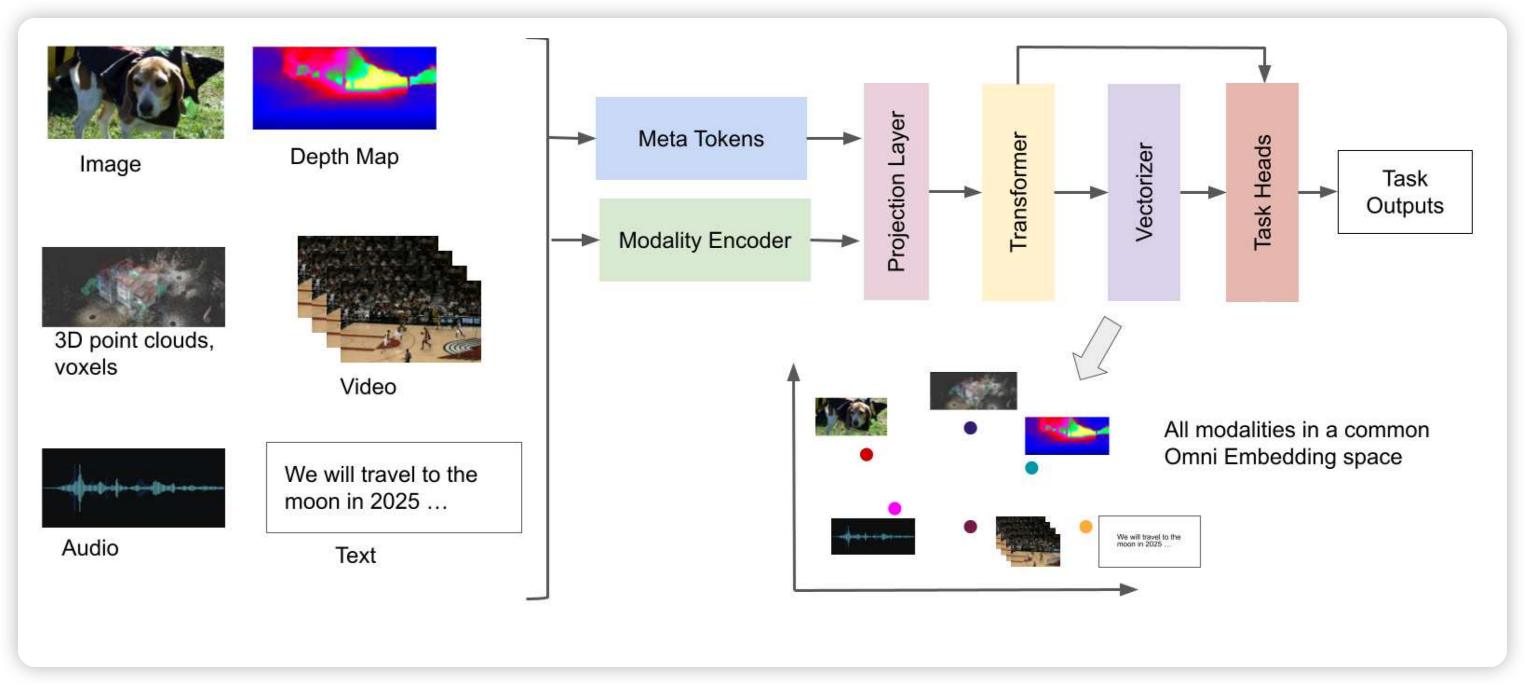 Image
Depth Map
3D point clouds,
voxels
Video
Audio
We will travel to the
moon in 2025 …
Text
Meta Tokens
Modality Encoder
Projection Layer
Transformer
Vectorizer
Task Heads
Task
Outputs
All modalities in a common
Omni Embedding space
We will travel to the
moon in 2025 …